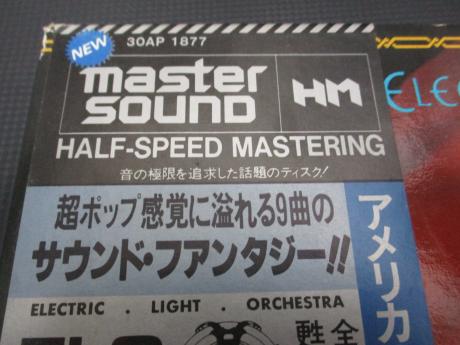 NEW
30AP 1877
master
SOUND
HM
HALF-SPEED MASTERING
音の極限を追求した話題のディスク!
超ポップ感覚に溢れる9曲の
サウンド・ファンタジー!!
ELECTRIC . LIGHT . ORCHESTRA
アメリカ
全
甦
ELEC